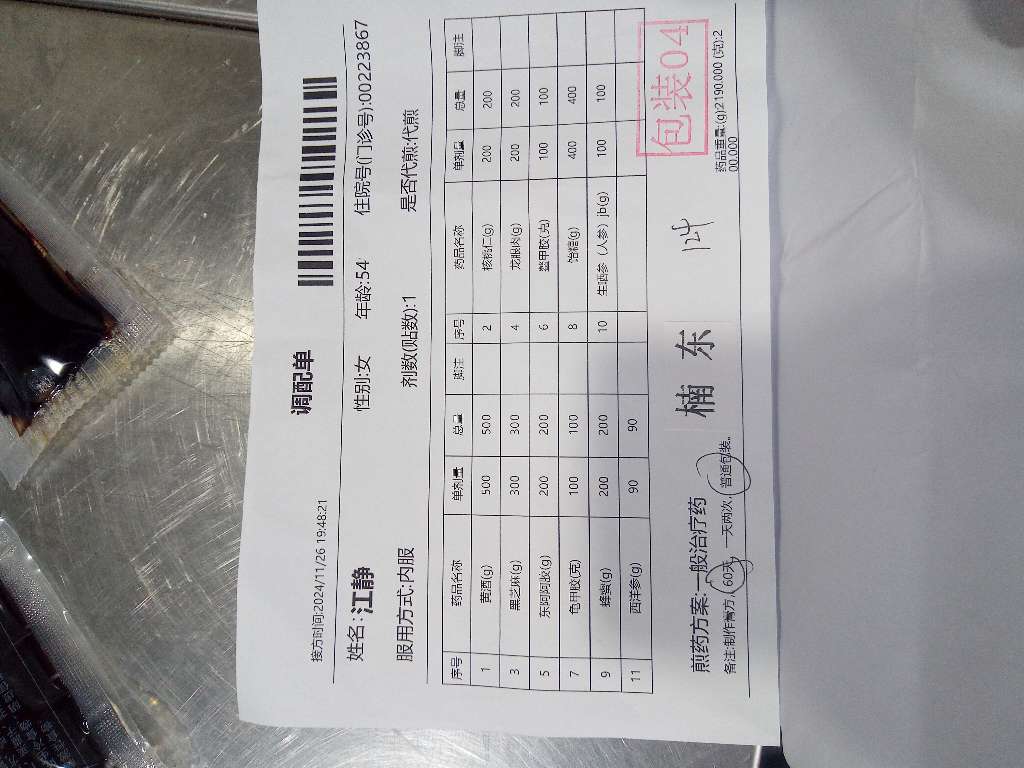 调配单
接方时间:2024/11/26 19:48:21
姓名:江静 性别:女 年龄:54 住院号(门诊号):00223867
服用方式:内服 剂数(贴数):1 是否代煎:代煎
序号 药品名称 单剂量 总量 脚注 序号 药品名称 单剂量 总量 脚注
1 黄酒(g) 500 500 2 核桃仁(g) 200 200
3 黑芝麻(g) 300 300 4 龙眼肉(g) 200 200
5 东阿阿胶(g) 200 200 6 鳖甲胶(克) 100 100
7 龟甲胶(克) 100 100 8 饴糖(g) 400 400
9 蜂蜜(g) 200 200 10 生晒参（人参）jb(g) 100 100
11 西洋参(g) 90 90
包装04
煎药方案:一般治疗药 楠 东
药品重量:(g)2190.000 (克):2
00.000
备注:制作膏方，60天，一天两次，普通包装。